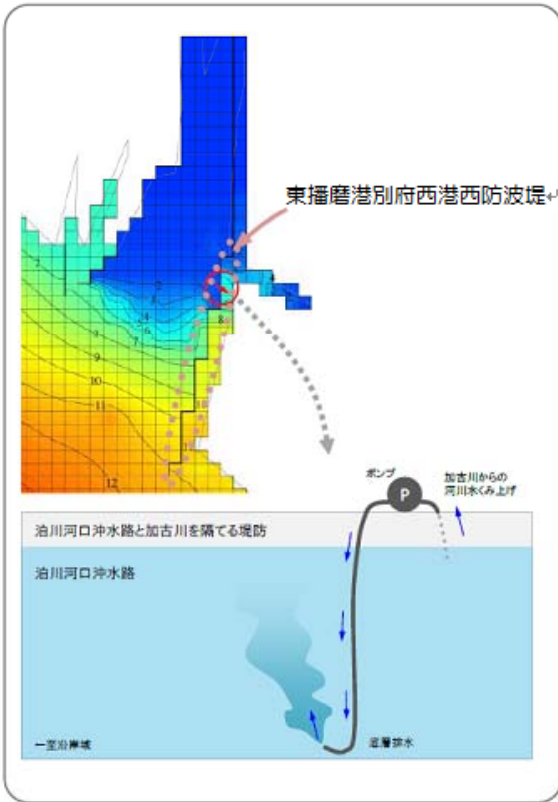 東播磨港別府西港西防波堤
2
3
4
5
6
7
8
9
10
11
12
ポンプ
P
加古川からの
河川水くみ上げ
泊川河口沖水路と加古川を隔てる堤防
泊川河口沖水路
←至沿岸域
底層排水